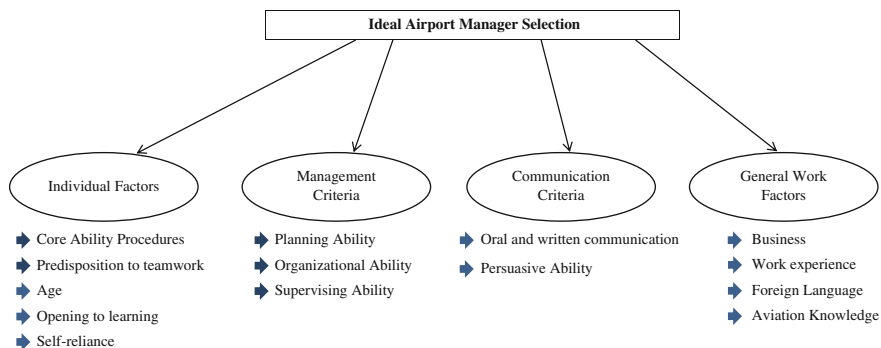 Ideal Airport Manager Selection
Individual Factors
Management
Criteria
Communication
Criteria
General Work
Factors
Core Ability Procedures
Predisposition to teamwork
Age
Opening to learning
Self-reliance
Planning Ability
Organizational Ability
Supervising Ability
Oral and written communication
Persuasive Ability
Business
Work experience
Foreign Language
Aviation Knowledge